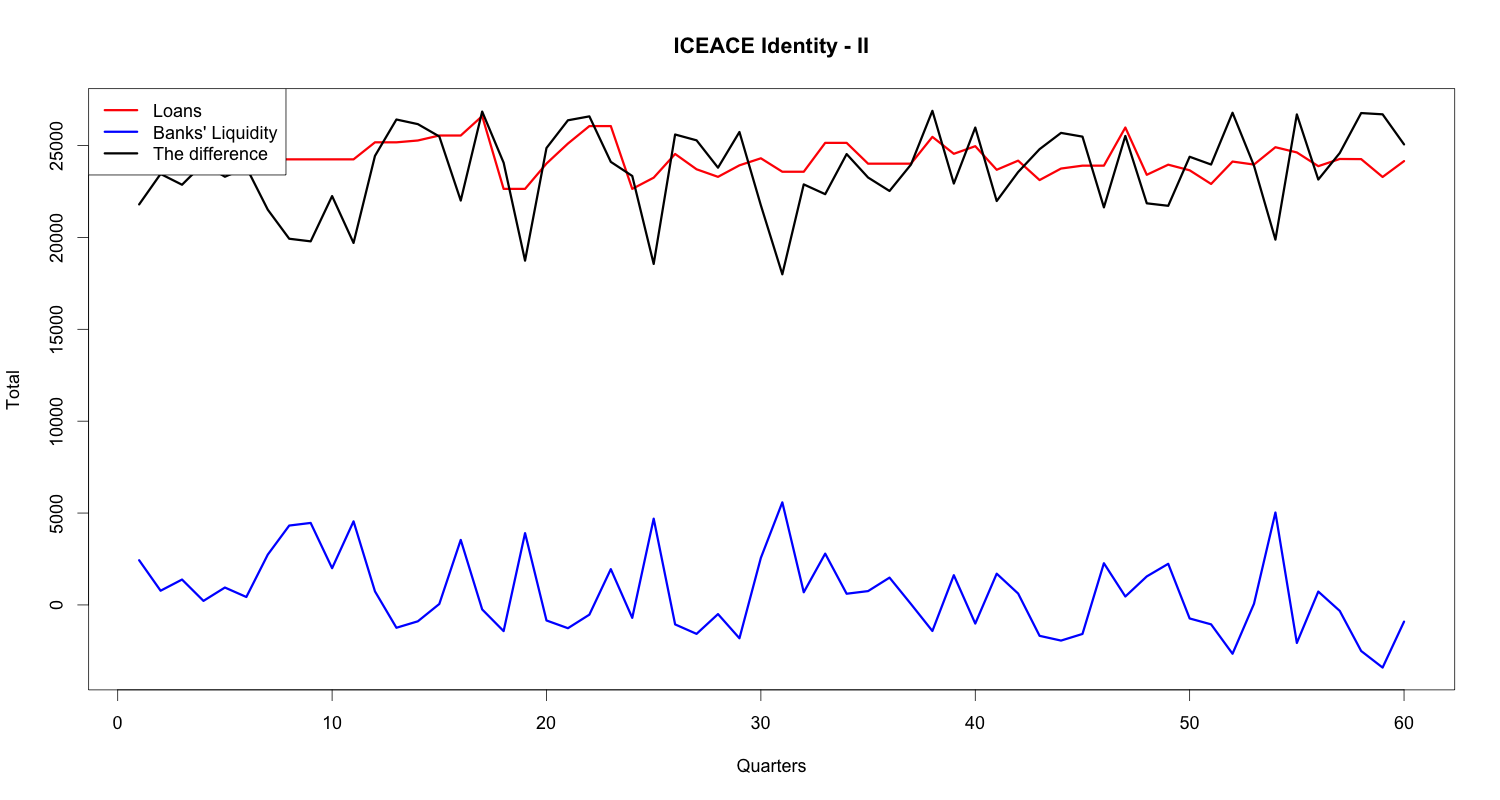 ICEACE Identity - II
Loans
Banks' Liquidity
The difference
25000
20000
15000
10000
5000
0
Total
0 10 20 30 40 50 60
Quarters